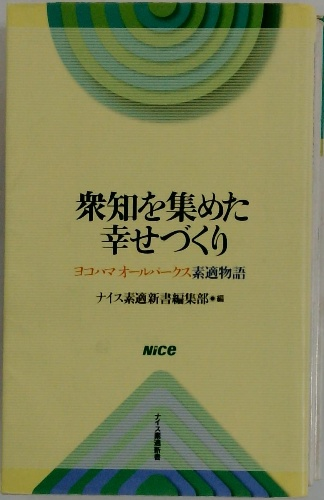 衆知を集めた
幸せづくり
ヨコハマ オールパークス素適物語
ナイス素適新書編集部●編
Nice
ナイス素適新書